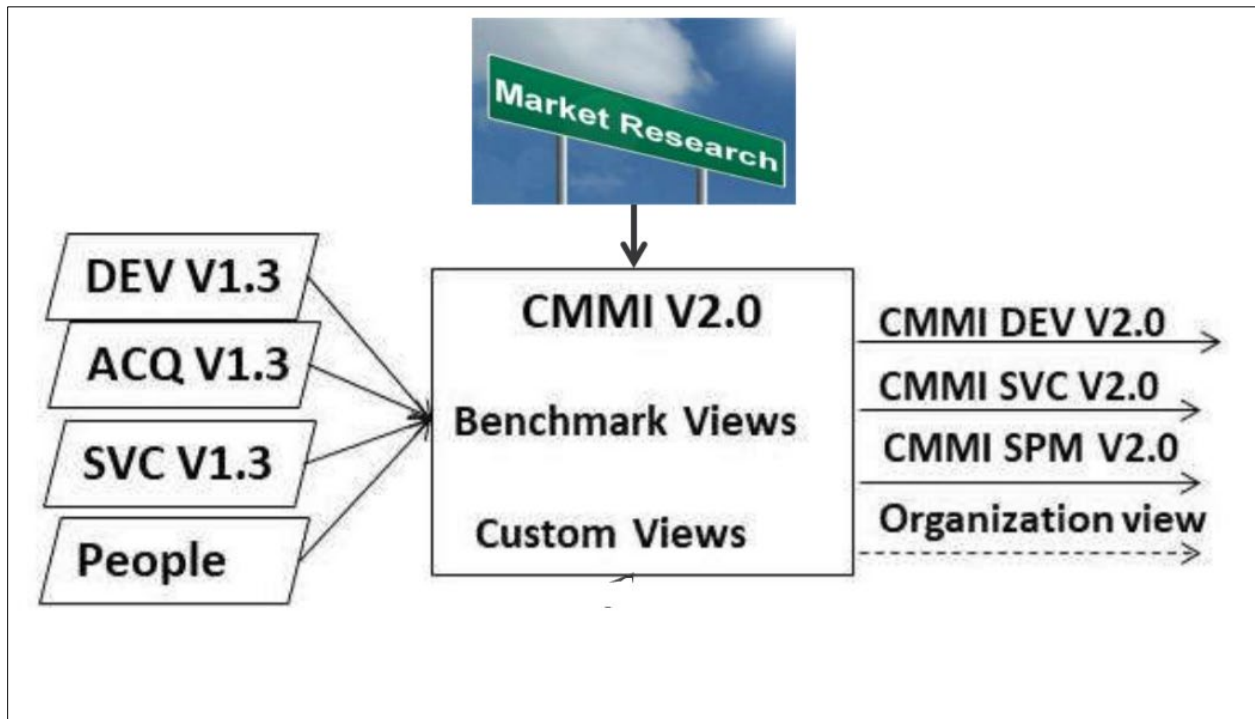 Market Research
DEV V1.3
ACQ V1.3
SVC V1.3
People
CMMI V2.0
Benchmark Views
Custom Views
CMMI DEV V2.0
CMMI SVC V2.0
CMMI SPM V2.0
Organization view